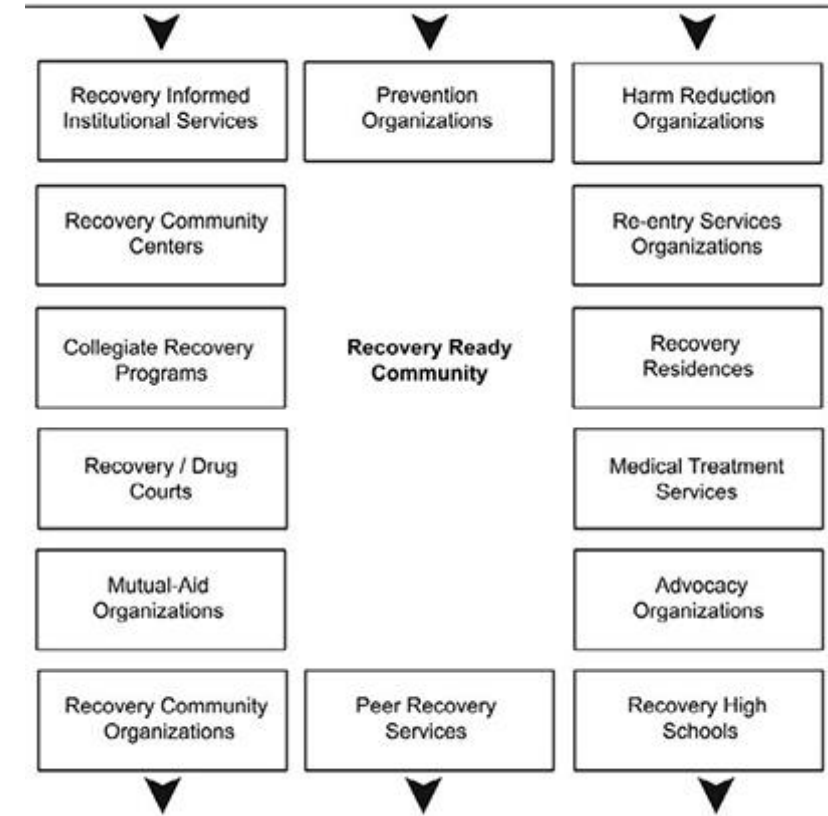 Recovery Informed
Institutional Services
Prevention
Organizations
Harm Reduction
Organizations
Recovery Community
Centers
Re-entry Services
Organizations
Collegiate Recovery
Programs
Recovery Ready
Community
Recovery
Residences
Recovery / Drug
Courts
Medical Treatment
Services
Mutual-Aid
Organizations
Advocacy
Organizations
Recovery Community
Organizations
Peer Recovery
Services
Recovery High
Schools